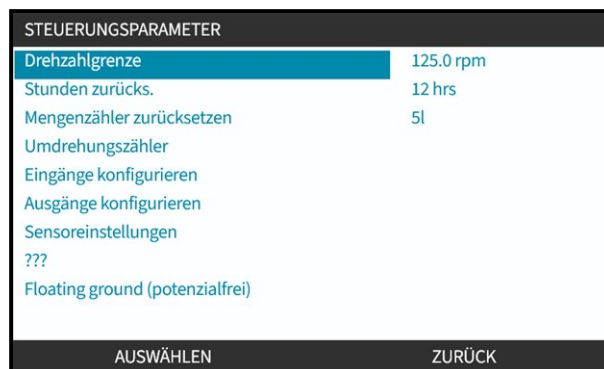 STEUERUNGSPARAMETER
Drehzahlgrenze 125.0 rpm
Stunden zurücks. 12 hrs
Mengenzähler zurücksetzen 5l
Umdrehungszähler
Eingänge konfigurieren
Ausgänge konfigurieren
Sensoreinstellungen
???
Floating ground (potenzialfrei)
AUSWÄHLEN ZURÜCK